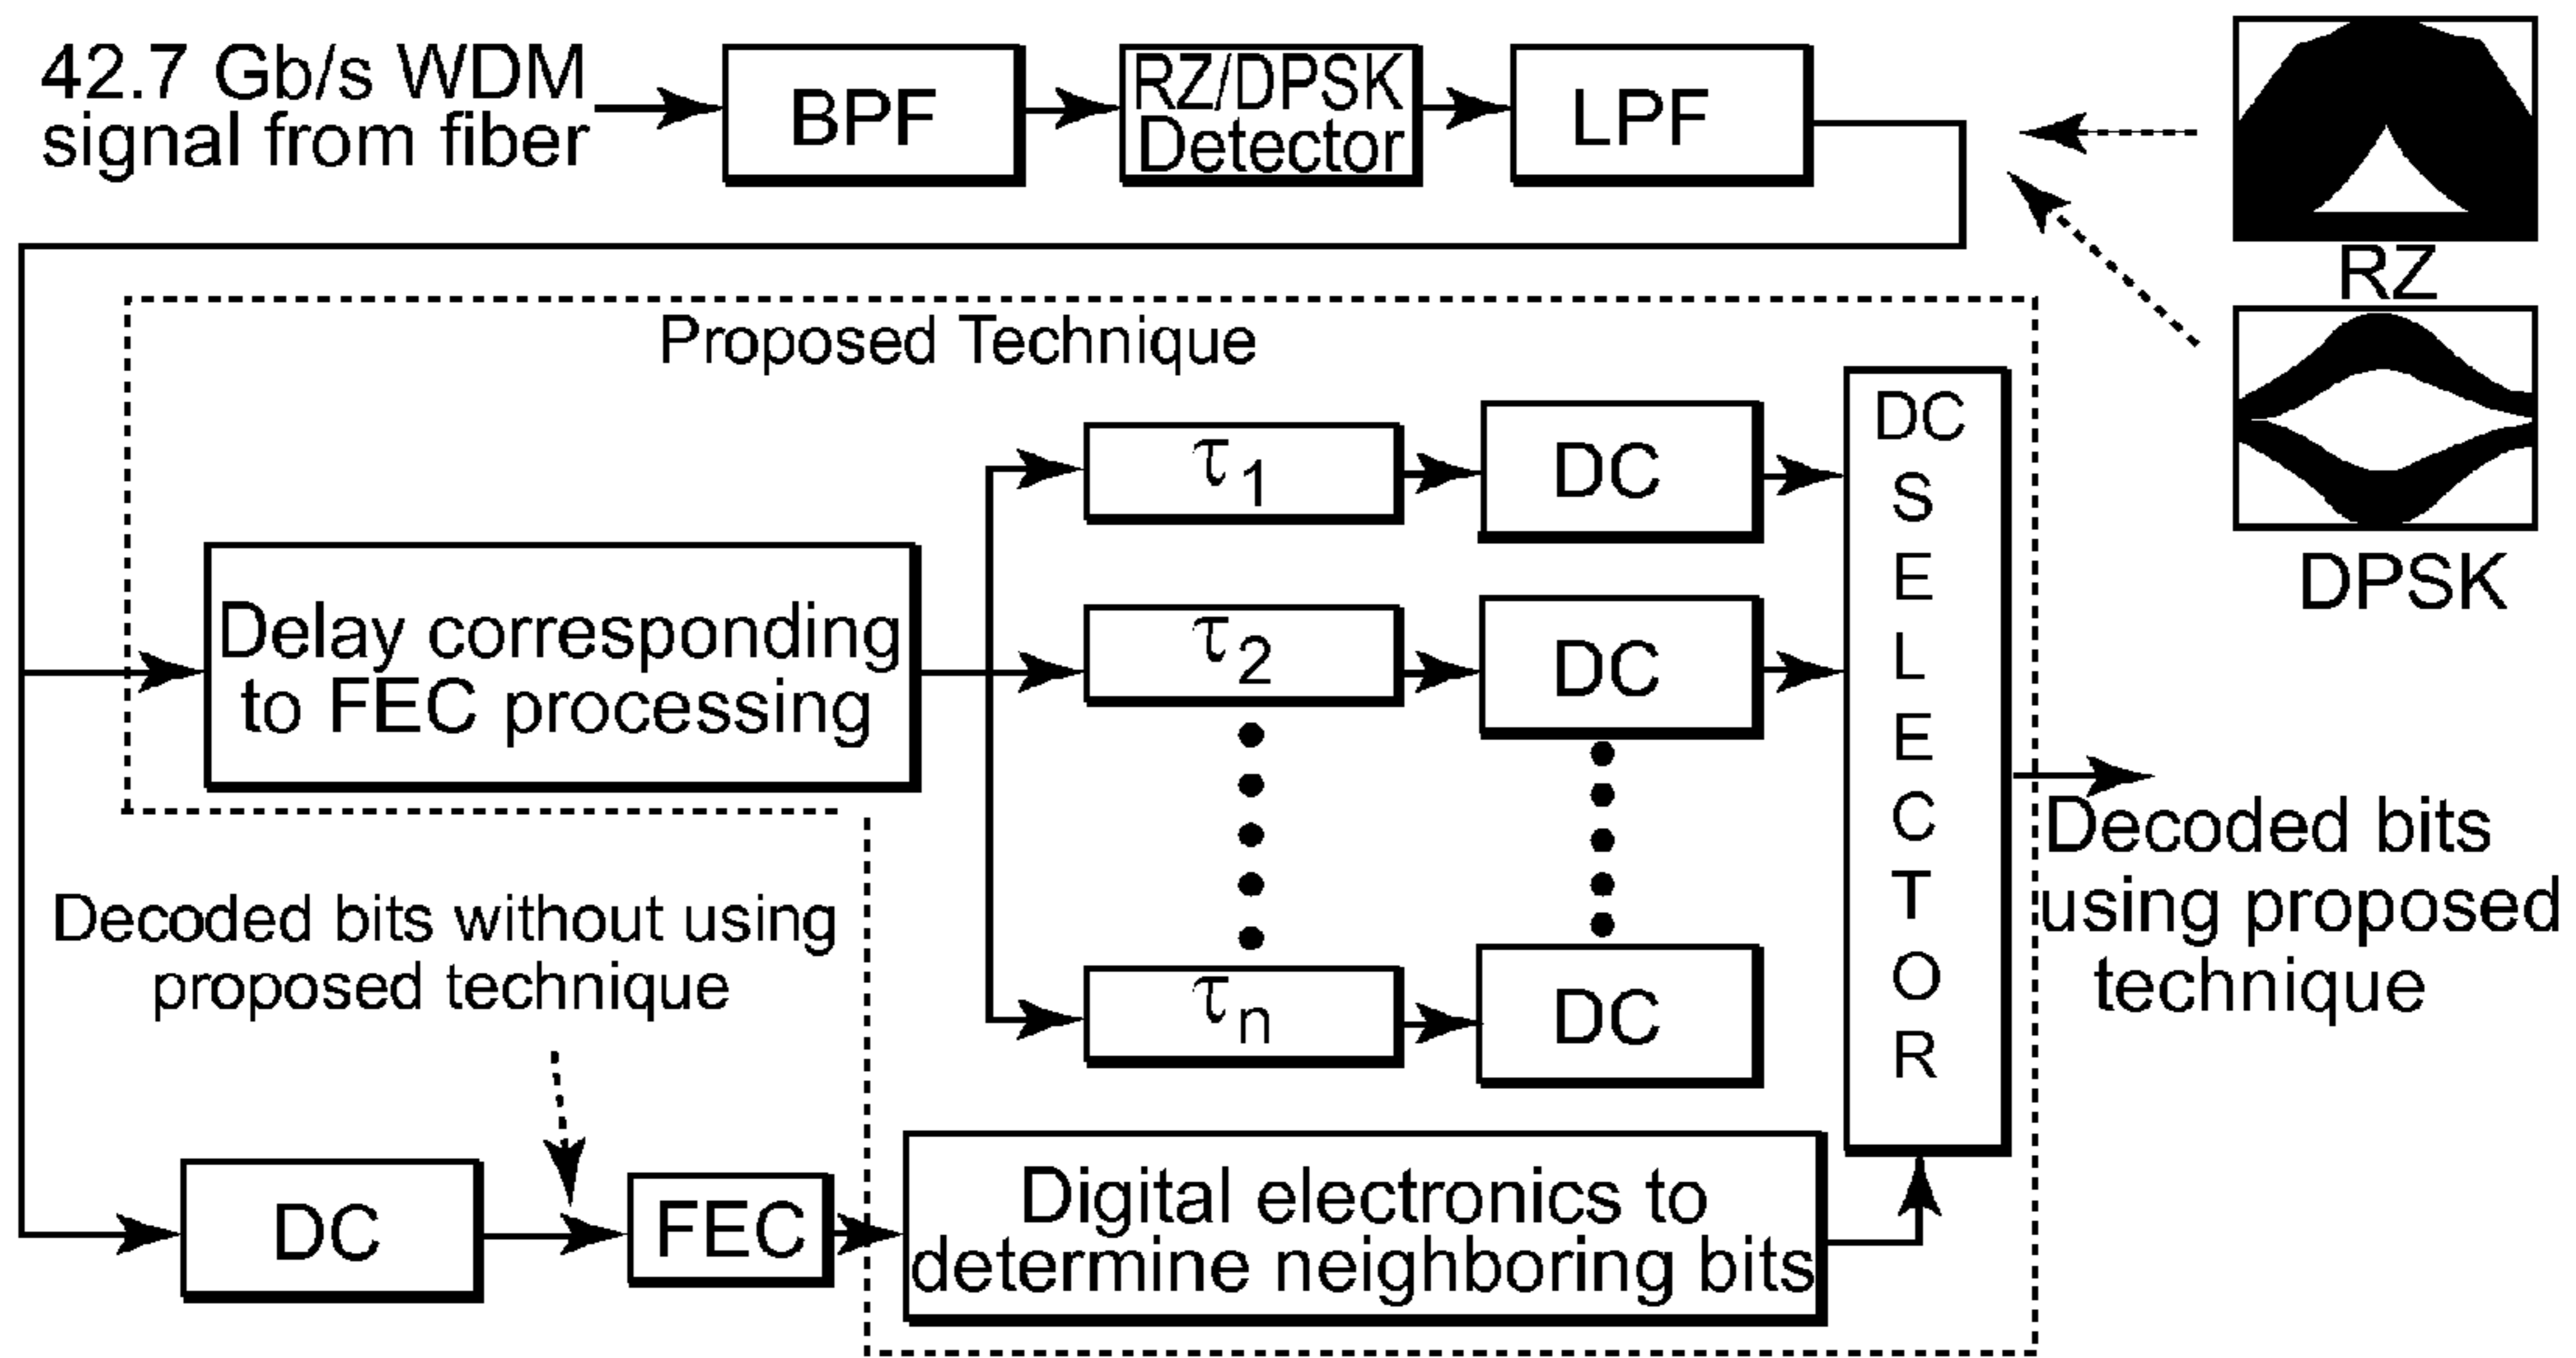 42.7 Gb/s WDM
signal from fiber
BPF
RZ/DPSK
Detector
LPF
RZ
DPSK
Proposed Technique
Delay corresponding
to FEC processing
τ1
DC
τ2
DC
τn
DC
DC
S
E
L
E
C
T
O
R
Decoded bits
using proposed
technique
Decoded bits without using
proposed technique
DC
FEC
Digital electronics to
determine neighboring bits